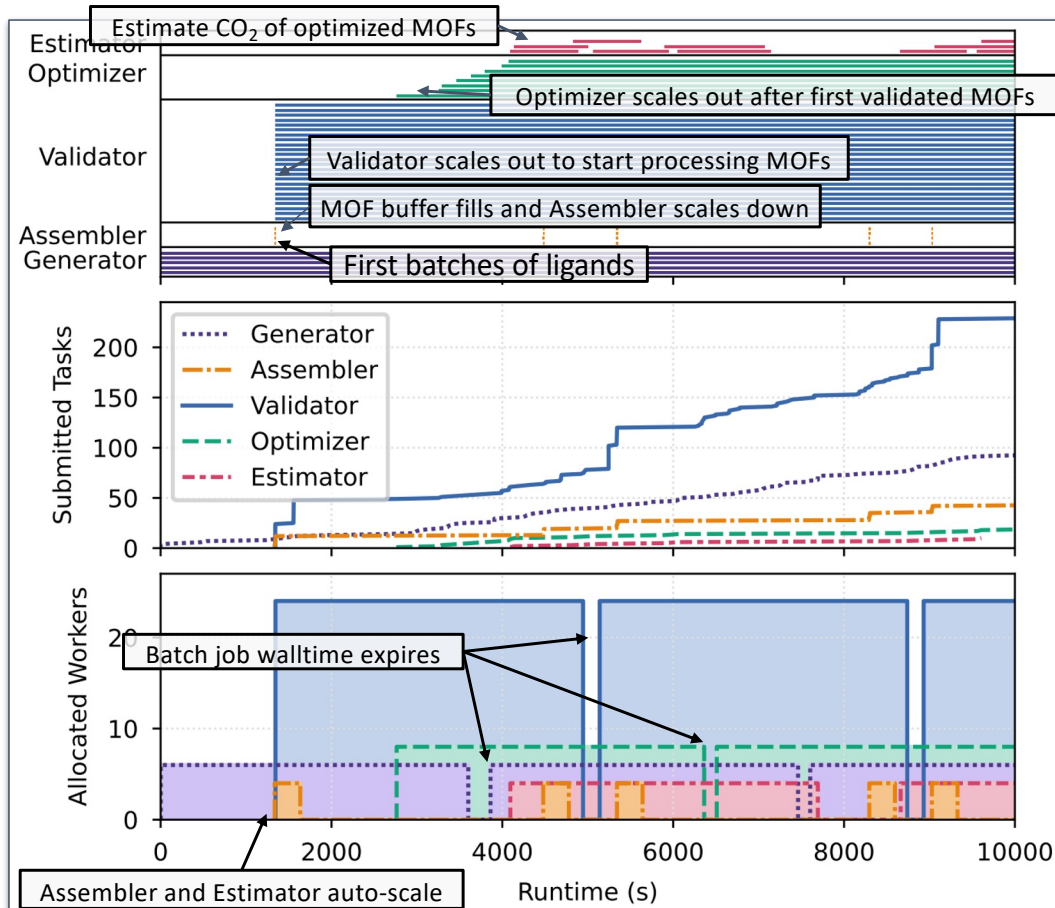 Estimate CO₂ of optimized MOFs
Optimizer
Optimizer scales out after first validated MOFs
Validator
Validator scales out to start processing MOFs
MOF buffer fills and Assembler scales down
Assembler
Generator
First batches of ligands
Submitted Tasks
200
150
100
50
0
Generator
Assembler
Validator
Optimizer
Estimator
Allocated Workers
10
0
Batch job walltime expires
0
2000
4000
6000
8000
10000
Assembler and Estimator auto-scale
Runtime (s)